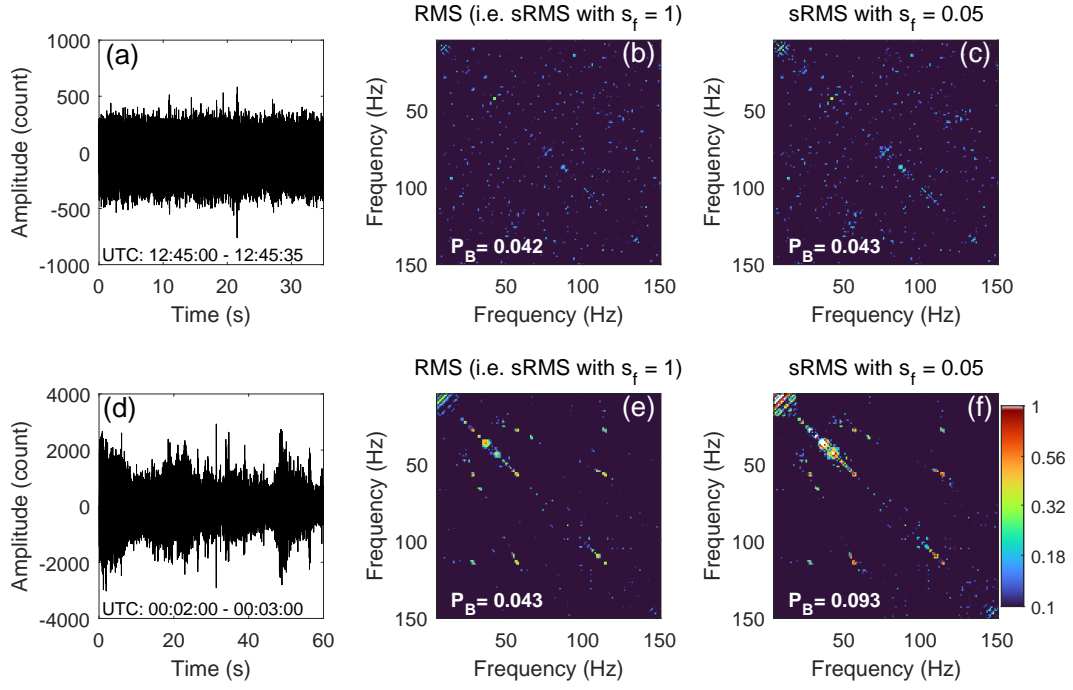 RMS (i.e. sRMS with s_f = 1)
sRMS with s_f = 0.05
(a)
1000
500
0
-500
-1000
Amplitude (count)
UTC: 12:45:00 - 12:45:35
0 10 20 30
Time (s)
(b)
50
100
150
Frequency (Hz)
P_B= 0.042
50 100 150
Frequency (Hz)
(c)
50
100
150
Frequency (Hz)
P_B= 0.043
50 100 150
Frequency (Hz)
RMS (i.e. sRMS with s_f = 1)
sRMS with s_f = 0.05
(d)
4000
2000
0
-2000
-4000
Amplitude (count)
UTC: 00:02:00 - 00:03:00
0 20 40 60
Time (s)
(e)
50
100
150
Frequency (Hz)
P_B= 0.043
50 100 150
Frequency (Hz)
(f)
50
100
150
Frequency (Hz)
P_B= 0.093
50 100 150
Frequency (Hz)
1
0.56
0.32
0.18
0.1